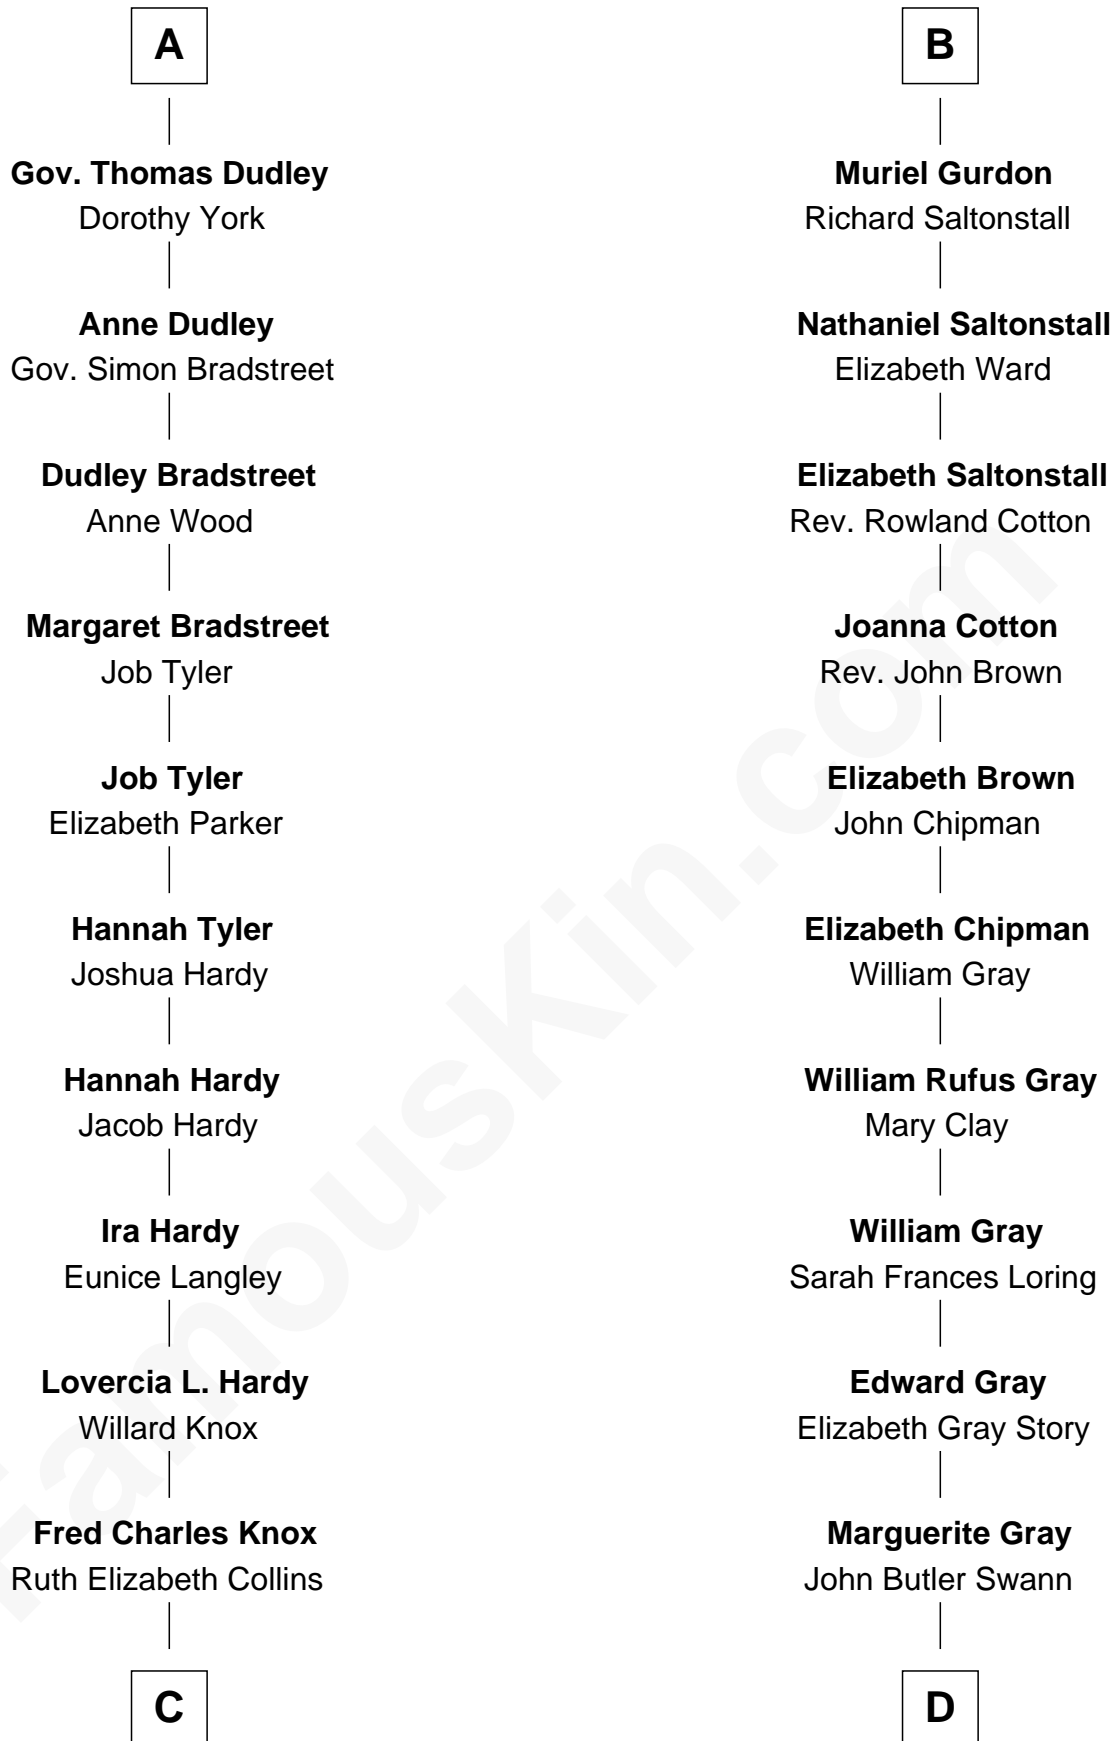 A
Gov. Thomas Dudley
Dorothy York
Anne Dudley
Gov. Simon Bradstreet
Dudley Bradstreet
Anne Wood
Margaret Bradstreet
Job Tyler
Job Tyler
Elizabeth Parker
Hannah Tyler
Joshua Hardy
Hannah Hardy
Jacob Hardy
Ira Hardy
Eunice Langley
Lovercia L. Hardy
Willard Knox
Fred Charles Knox
Ruth Elizabeth Collins
C
B
Muriel Gurdon
Richard Saltonstall
Nathaniel Saltonstall
Elizabeth Ward
Elizabeth Saltonstall
Rev. Rowland Cotton
Joanna Cotton
Rev. John Brown
Elizabeth Brown
John Chipman
Elizabeth Chipman
William Gray
William Rufus Gray
Mary Clay
William Gray
Sarah Frances Loring
Edward Gray
Elizabeth Gray Story
Marguerite Gray
John Butler Swann
D
FamousKin.com